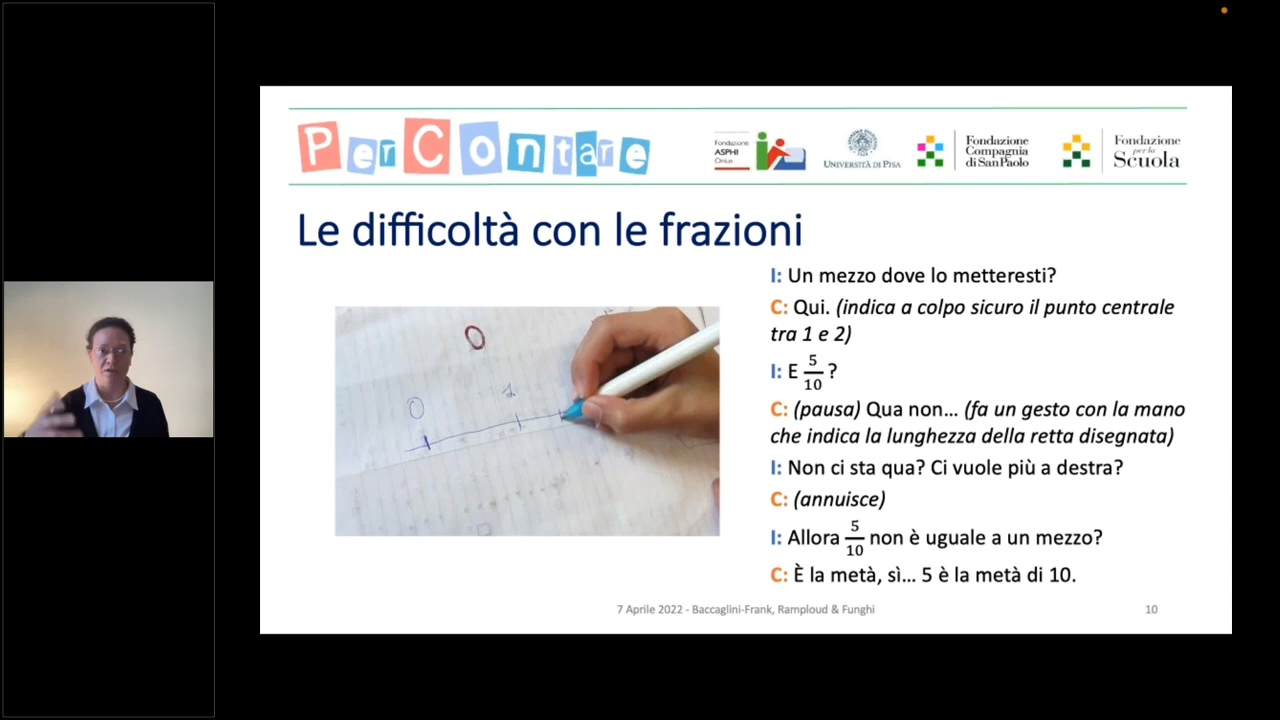 PerContare
Fondazione
ASPHI
Onlus
UNIVERSITÀ DI PISA
Fondazione
Compagnia
di San Paolo
Fondazione
per la
Scuola
Le difficoltà con le frazioni
0
0
1
I: Un mezzo dove lo metteresti?
C: Qui. (indica a colpo sicuro il punto centrale
tra 1 e 2)
I: E 5/10 ?
C: (pausa) Qua non... (fa un gesto con la mano
che indica la lunghezza della retta disegnata)
I: Non ci sta qua? Ci vuole più a destra?
C: (annuisce)
I: Allora 5/10 non è uguale a un mezzo?
C: È la metà, sì... 5 è la metà di 10.
7 Aprile 2022 - Baccaglini-Frank, Ramploud & Funghi
10